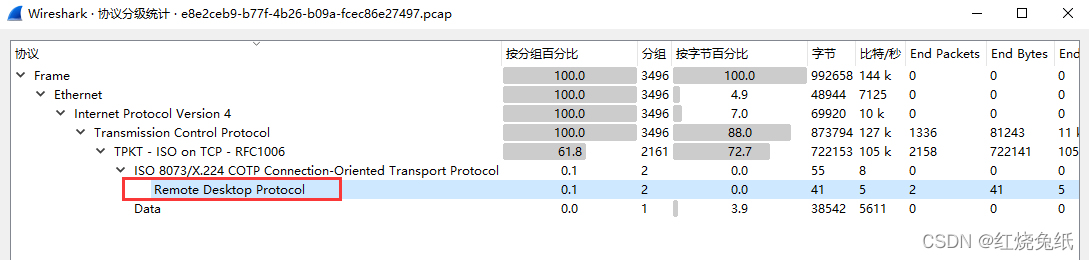 Wireshark · 协议分级统计 · e8e2ceb9-b77f-4b26-b09a-fcec86e27497.pcap
协议 按分组百分比 分组 按字节百分比 字节 比特/秒 End Packets End Bytes End
Frame 100.0 3496 100.0 992658 144 k 0 0 0
Ethernet 100.0 3496 4.9 48944 7125 0 0 0
Internet Protocol Version 4 100.0 3496 7.0 69920 10 k 0 0 0
Transmission Control Protocol 100.0 3496 88.0 873794 127 k 1336 81243 11 k
TPKT - ISO on TCP - RFC1006 61.8 2161 72.7 722153 105 k 2158 722141 105
ISO 8073/X.224 COTP Connection-Oriented Transport Protocol 0.1 2 0.0 55 8 0 0 0
Remote Desktop Protocol 0.1 2 0.0 41 5 2 41 5
Data 0.0 1 3.9 38542 5611 0 0 0
CSDN @红烧兔纸